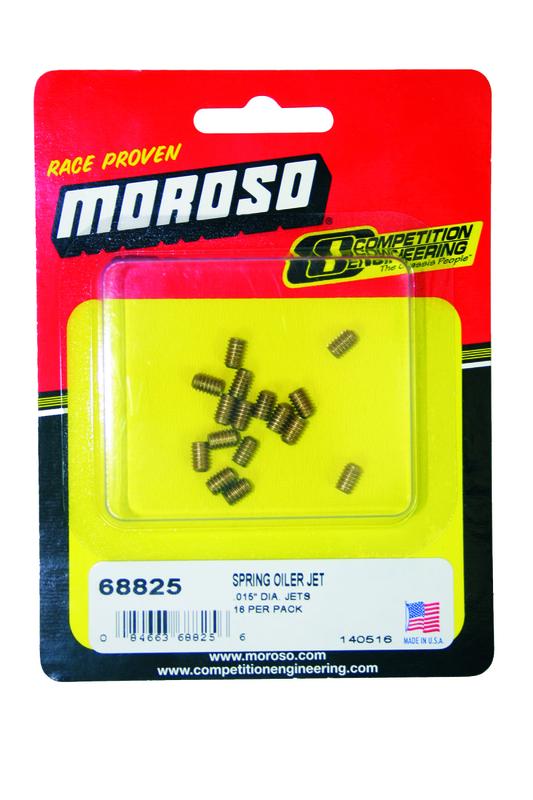 RACE PROVEN
MOROSO®
COMPETITION
ENGINEERING
The Chassis People™
68825
SPRING OILER JET
.015" DIA. JETS
16 PER PACK
0 84663 68825 6
140516
MADE IN U.S.A.
www.moroso.com
www.competitionengineering.com